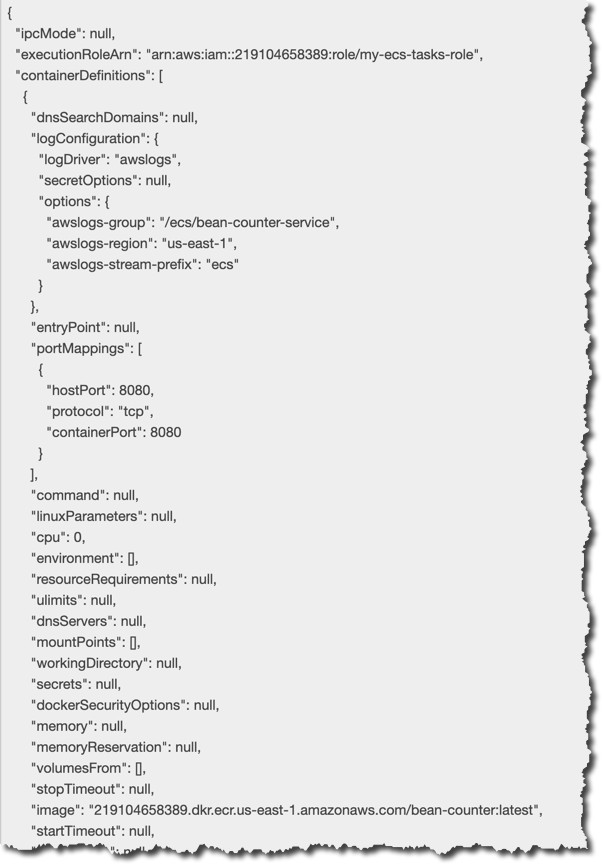 {
"ipcMode": null,
"executionRoleArn": "arn:aws:iam::219104658389:role/my-ecs-tasks-role",
"containerDefinitions": [
{
"dnsSearchDomains": null,
"logConfiguration": {
"logDriver": "awslogs",
"secretOptions": null,
"options": {
"awslogs-group": "/ecs/bean-counter-service",
"awslogs-region": "us-east-1",
"awslogs-stream-prefix": "ecs"
}
},
"entryPoint": null,
"portMappings": [
{
"hostPort": 8080,
"protocol": "tcp",
"containerPort": 8080
}
],
"command": null,
"linuxParameters": null,
"cpu": 0,
"environment": [],
"resourceRequirements": null,
"ulimits": null,
"dnsServers": null,
"mountPoints": [],
"workingDirectory": null,
"secrets": null,
"dockerSecurityOptions": null,
"memory": null,
"memoryReservation": null,
"volumesFrom": [],
"stopTimeout": null,
"image": "219104658389.dkr.ecr.us-east-1.amazonaws.com/bean-counter:latest",
"startTimeout": null,